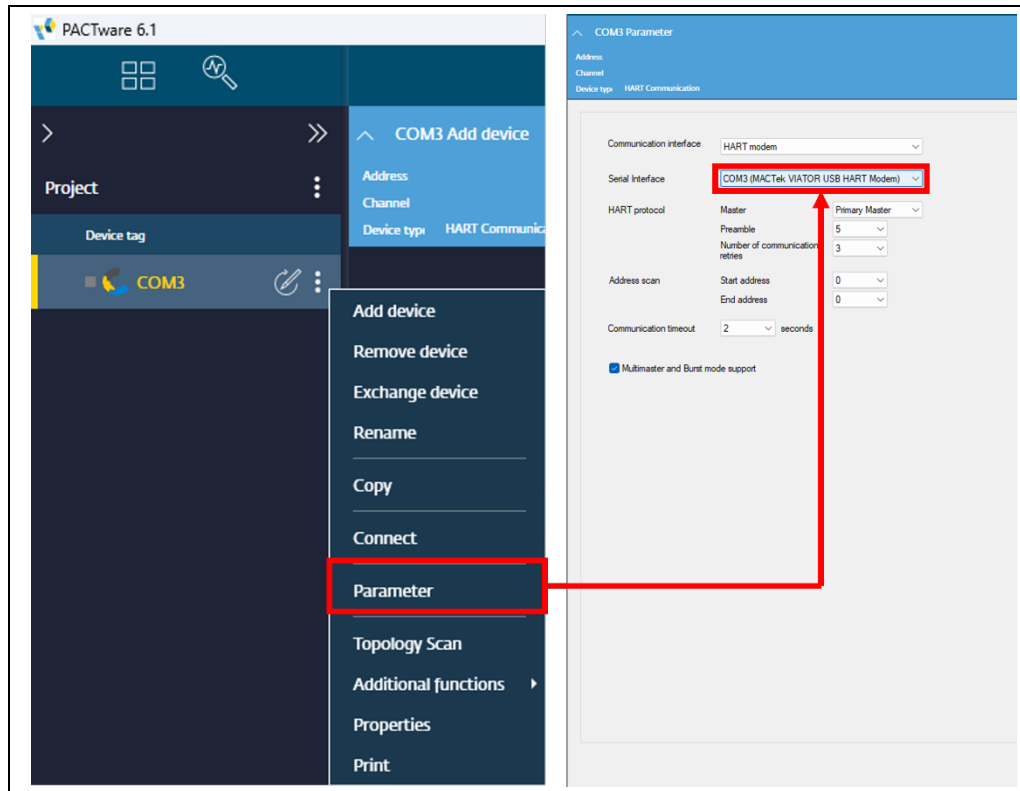 PACTware 6.1
Project
Device tag
COM3
COM3 Add device
Address
Channel
Device type HART Communica
Add device
Remove device
Exchange device
Rename
Copy
Connect
Parameter
Topology Scan
Additional functions
Properties
Print
COM3 Parameter
Address
Channel
Device type HART Communication
Communication interface HART modem
Serial Interface COM3 (MACTek VIATOR USB HART Modem)
HART protocol Master Primary Master
Preamble 5
Number of communication retries 3
Address scan Start address 0
End address 0
Communication timeout 2 seconds
Multimaster and Burst mode support